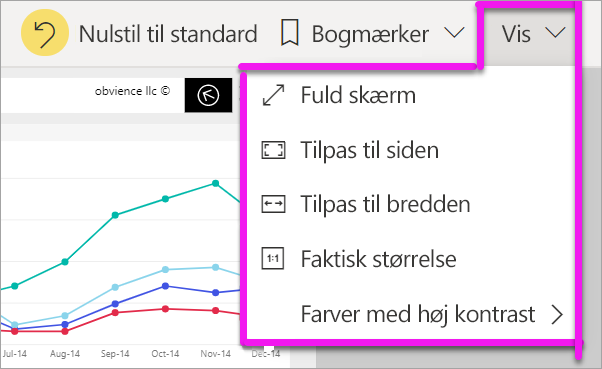 Nulstil til standard Bogmærker Vis
obvience llc ©
Fuld skærm
Tilpas til siden
Tilpas til bredden
1:1 Faktisk størrelse
Farver med høj kontrast
Jul-14 Aug-14 Sep-14 Oct-14 Nov-14 Dec-14